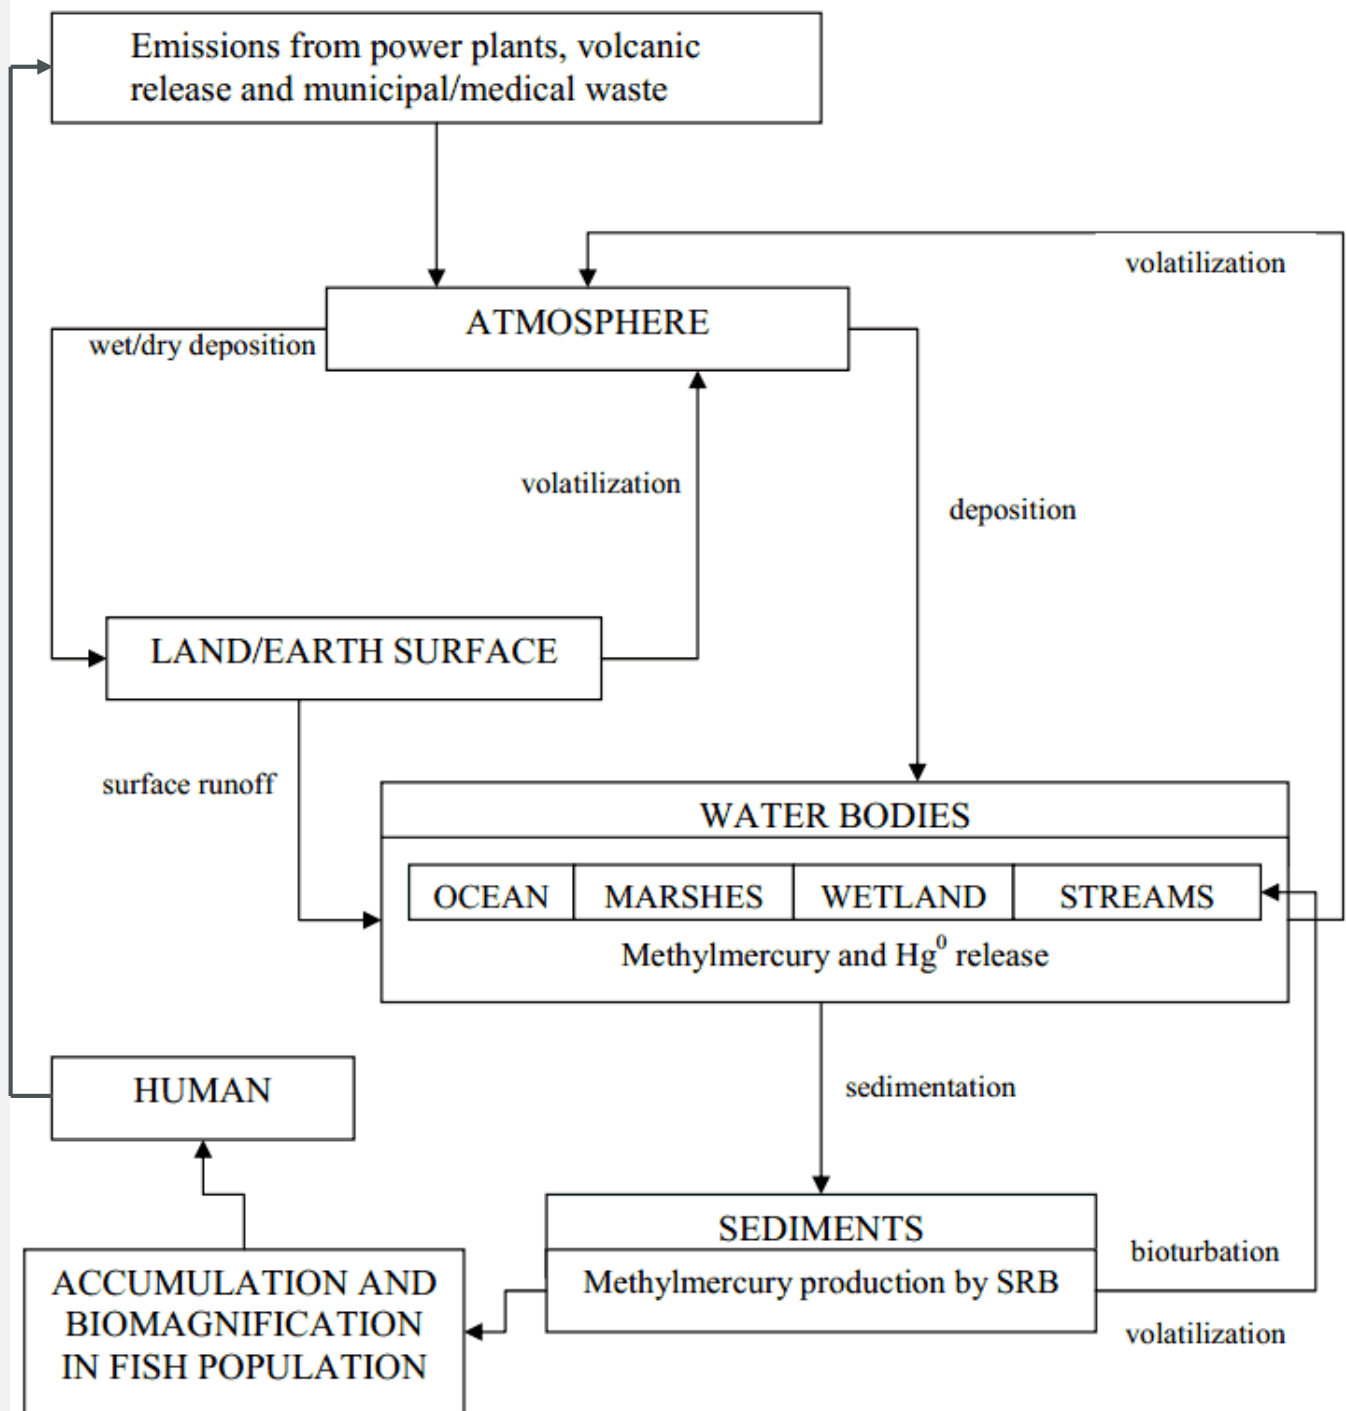 Emissions from power plants, volcanic
release and municipal/medical waste
volatilization
ATMOSPHERE
wet/dry deposition
volatilization
deposition
LAND/EARTH SURFACE
surface runoff
WATER BODIES
OCEAN MARSHES WETLAND STREAMS
Methylmercury and Hg⁰ release
HUMAN
sedimentation
SEDIMENTS
Methylmercury production by SRB
bioturbation
volatilization
ACCUMULATION AND
BIOMAGNIFICATION
IN FISH POPULATION